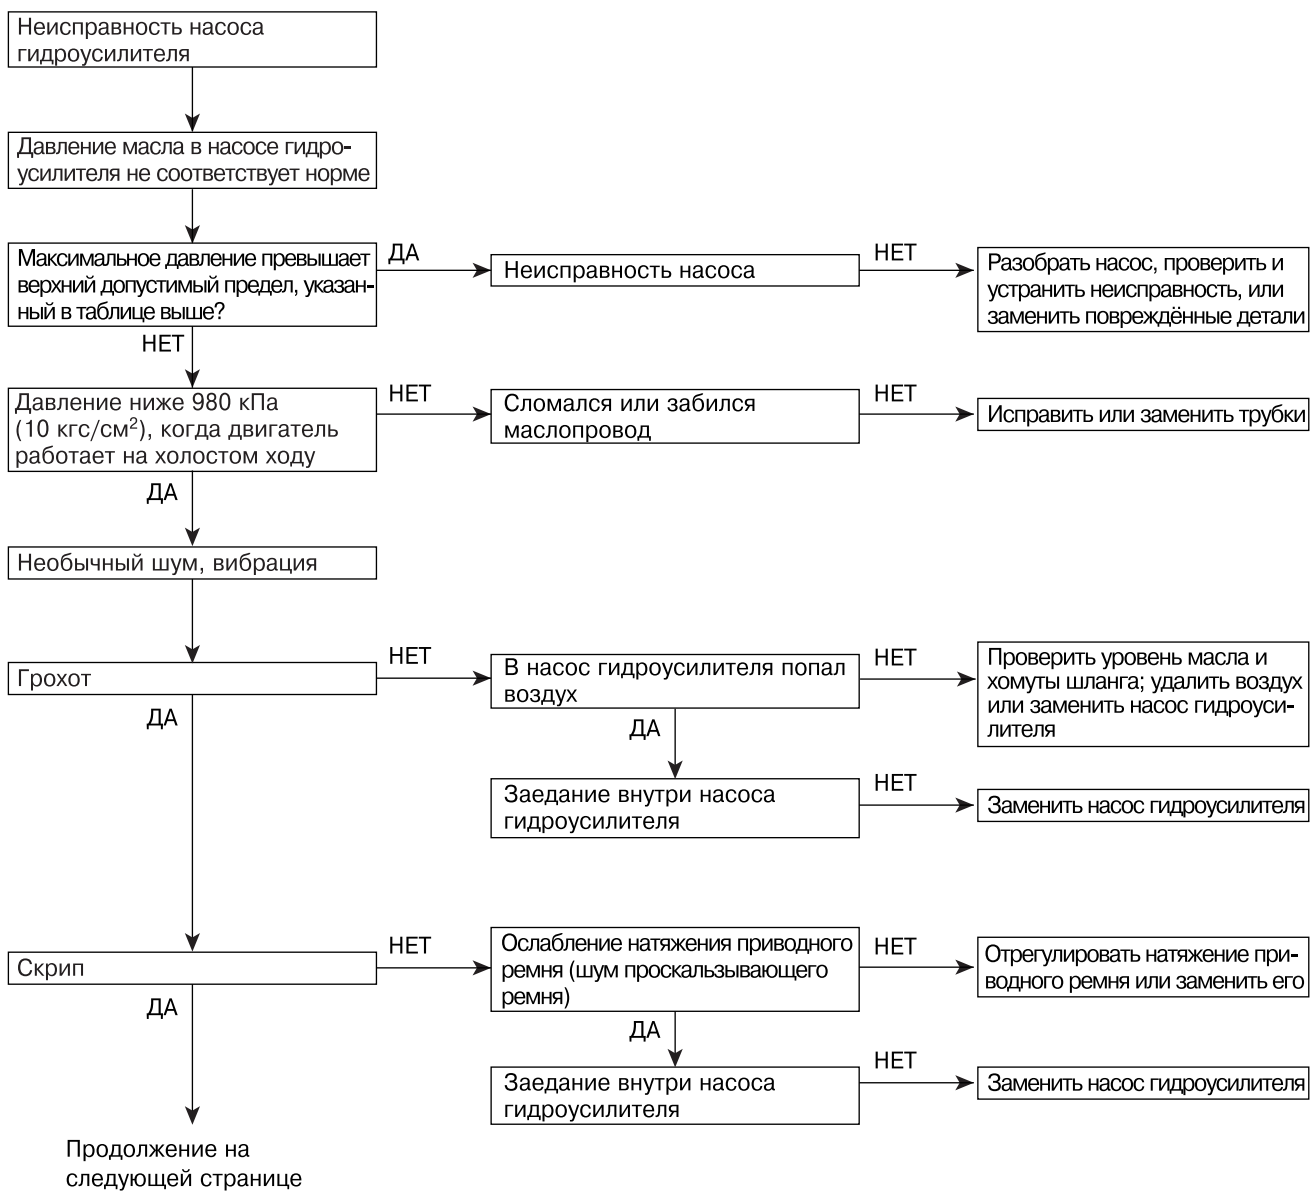 Неисправность насоса
гидроусилителя
Давление масла в насосе гидро-
усилителя не соответствует норме
Максимальное давление превышает
верхний допустимый предел, указан-
ный в таблице выше?
ДА
Неисправность насоса
НЕТ
Разобрать насос, проверить и
устранить неисправность, или
заменить повреждённые детали
НЕТ
Давление ниже 980 кПа
(10 кгс/см²), когда двигатель
работает на холостом ходу
НЕТ
Сломался или забился
маслопровод
НЕТ
Исправить или заменить трубки
ДА
Необычный шум, вибрация
Грохот
НЕТ
В насос гидроусилителя попал
воздух
НЕТ
Проверить уровень масла и
хомуты шланга; удалить воздух
или заменить насос гидроуси-
лителя
ДА
ДА
Заедание внутри насоса
гидроусилителя
НЕТ
Заменить насос гидроусилителя
Скрип
НЕТ
Ослабление натяжения приводного
ремня (шум проскальзывающего
ремня)
НЕТ
Отрегулировать натяжение при-
водного ремня или заменить его
ДА
ДА
Заедание внутри насоса
гидроусилителя
НЕТ
Заменить насос гидроусилителя
Продолжение на
следующей странице